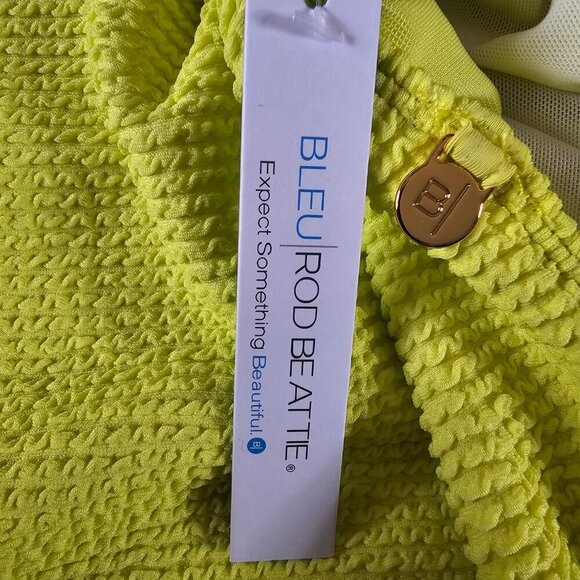 BLEU|ROD BEATTIE®
Expect Something Beautiful. B
B